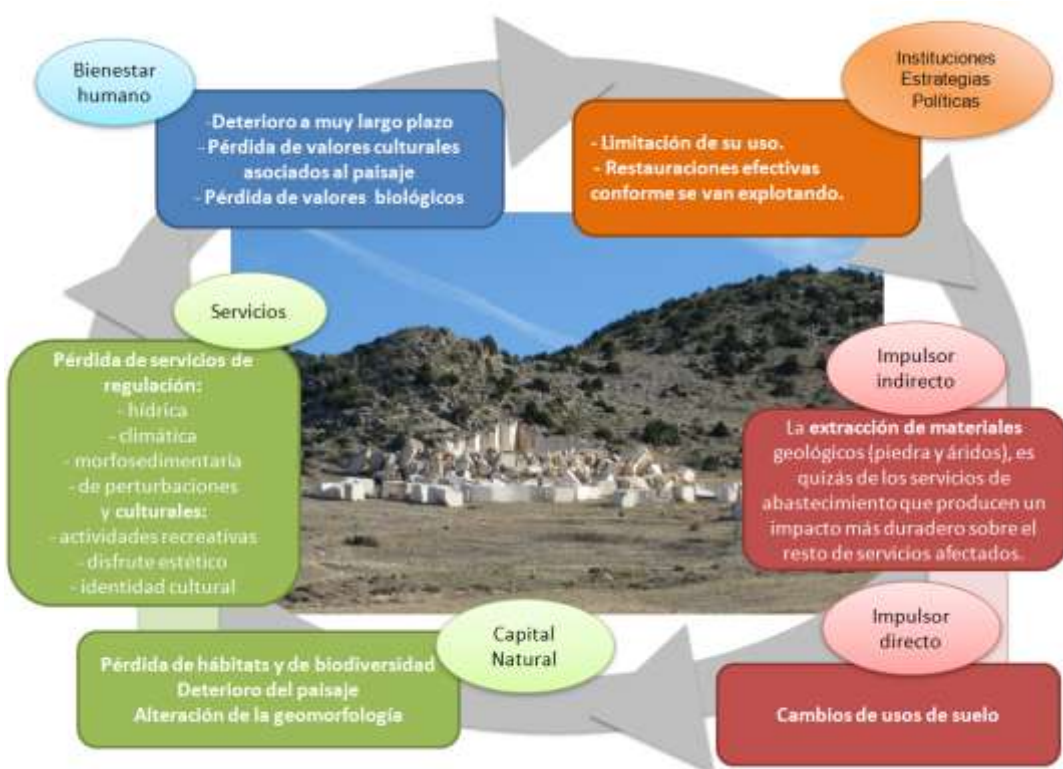 Bienestar
humano
-Deterioro a muy largo plazo
-Pérdida de valores culturales
asociados al paisaje
- Pérdida de valores biológicos
Instituciones
Estrategias
Políticas
- Limitación de su uso.
- Restauraciones efectivas
conforme se van explotando.
Servicios
Pérdida de servicios de
regulación:
- hídrica
- climática
- morfosedimentaria
- de perturbaciones
y culturales:
- actividades recreativas
- disfrute estético
- identidad cultural
Impulsor
indirecto
La extracción de materiales
geológicos (piedra y áridos), es
quizás de los servicios de
abastecimiento que producen un
impacto más duradero sobre el
resto de servicios afectados.
Capital
Natural
Pérdida de hábitats y de biodiversidad
Deterioro del paisaje
Alteración de la geomorfología
Impulsor
directo
Cambios de usos de suelo